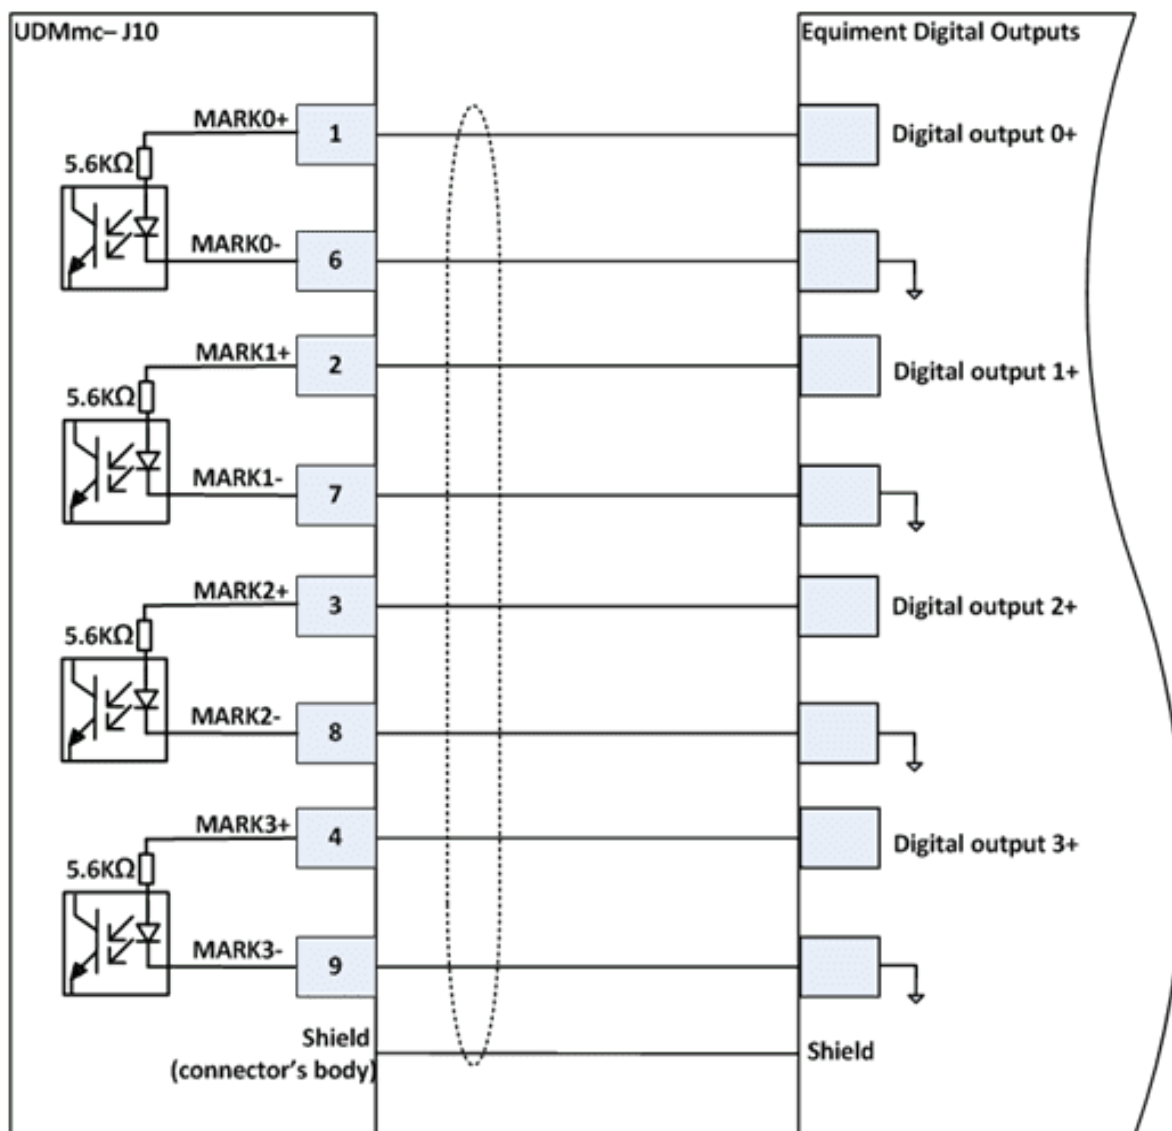 UDMmc– J10
Equiment Digital Outputs
MARK0+
1
Digital output 0+
5.6KΩ
MARK0-
6
MARK1+
2
Digital output 1+
5.6KΩ
MARK1-
7
MARK2+
3
Digital output 2+
5.6KΩ
MARK2-
8
MARK3+
4
Digital output 3+
5.6KΩ
MARK3-
9
Shield
(connector's body)
Shield